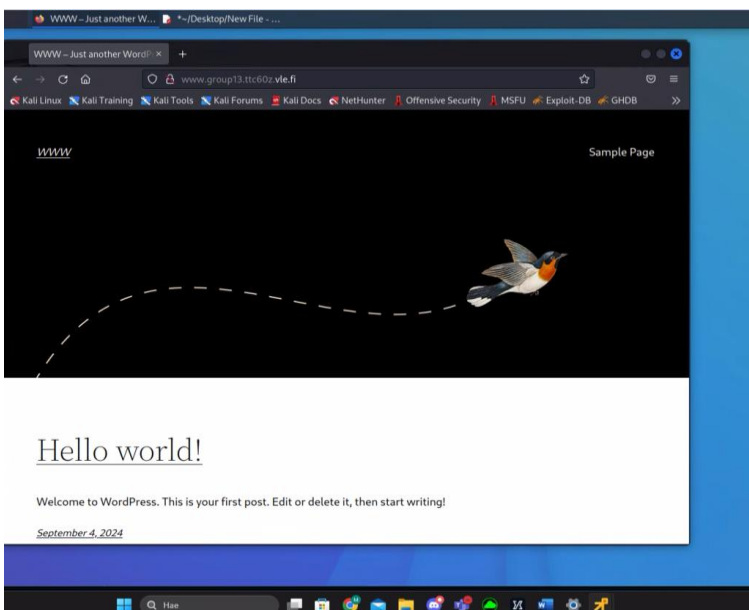 WWW – Just another W... *~/Desktop/New File - ...
WWW – Just another WordPr
www.group13.ttc60z.vle.fi
Kali Linux Kali Training Kali Tools Kali Forums Kali Docs NetHunter Offensive Security MSFU Exploit-DB GHDB
WWW Sample Page
Hello world!
Welcome to WordPress. This is your first post. Edit or delete it, then start writing!
September 4, 2024
Hae